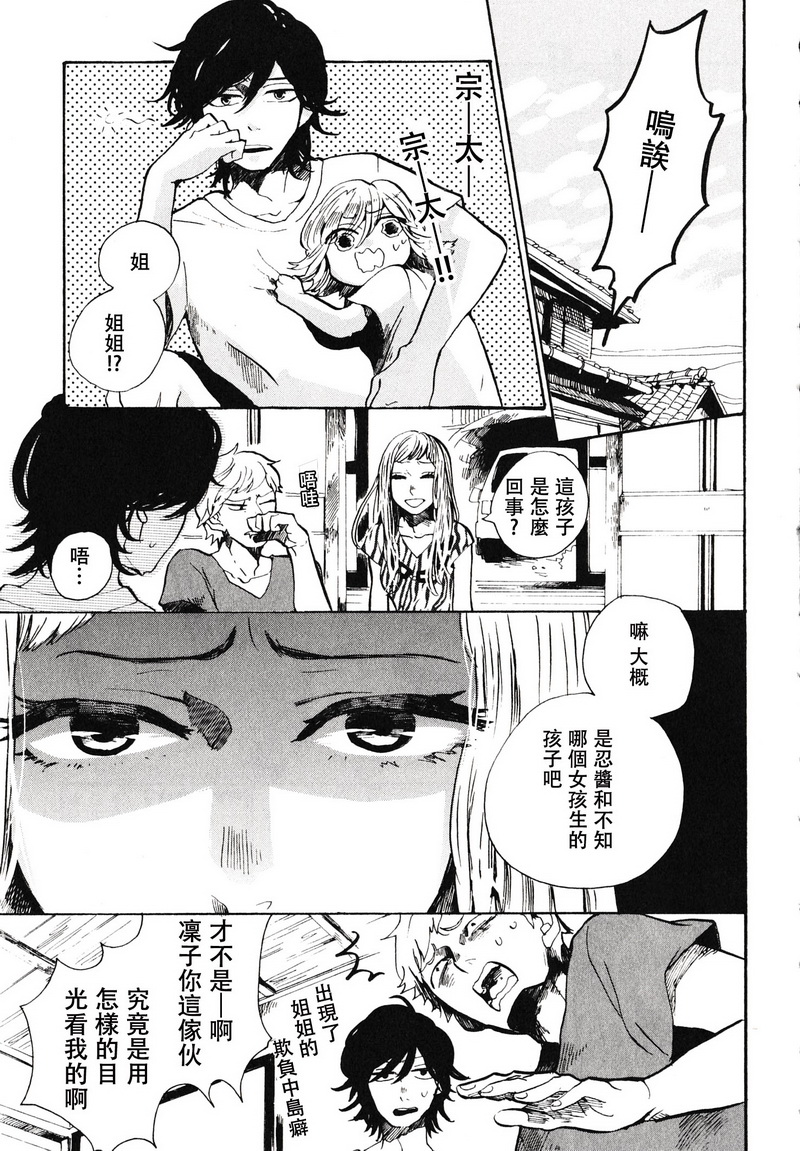 嗚誒——
宗—太—
宗—太—!!
姐
姐姐!?
這孩子
是怎麼
回事?
唔哇
唔…
嘛 大概
是忍醬和不知
哪個女孩生的
孩子吧
才不是—啊
凜子你這傢伙
究竟是用
怎樣的目
光看我的啊
出現了
姐姐的
欺負中島癖